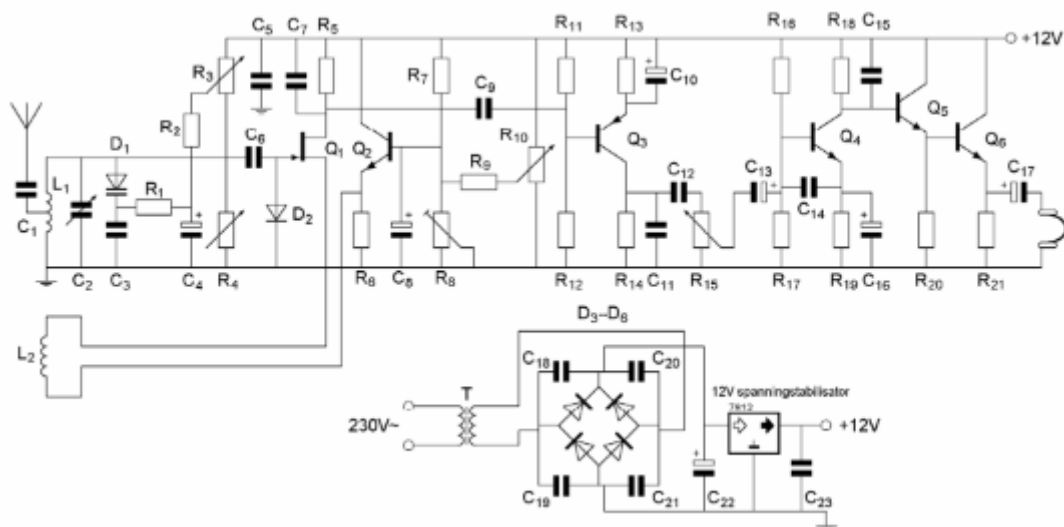 C5 C7 R5 R11 R13 R16 R18 C15
+12V
R3 R7 C9 + C10
R2 R10 Q5
D1 C6 Q1 Q2 Q3 Q4 Q6
L1 R1 R9 C12 C13 C17
C1 + D2 + C14 +
C2 C3 C4 R4 R6 C8 R8 R12 R14 C11 R15 R17 R19 C16 R20 R21
L2
D3–D6
C18 C20
T
12V spanningstabilisator
7812
230V~ +12V
C19 C21 + C22 C23